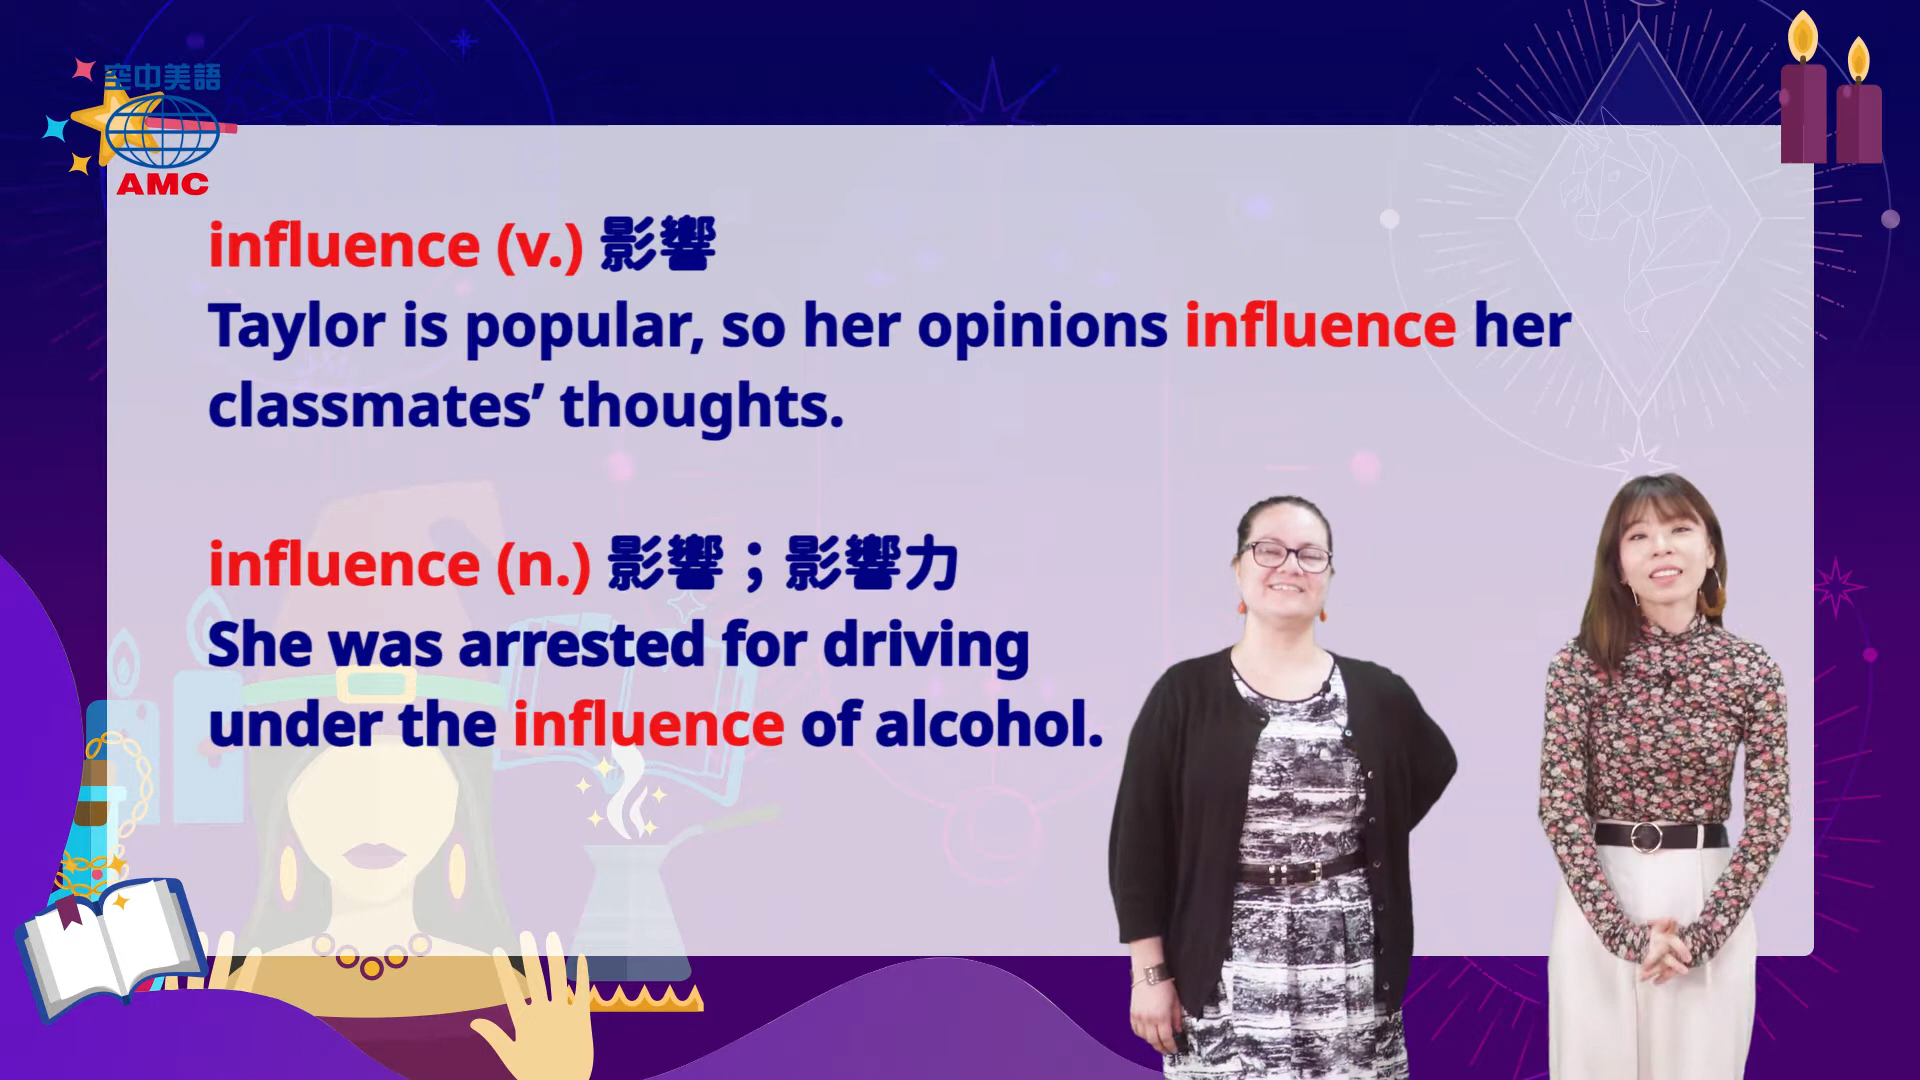 空中美語
AMC
influence (v.) 影響
Taylor is popular, so her opinions influence her
classmates’ thoughts.
influence (n.) 影響；影響力
She was arrested for driving
under the influence of alcohol.